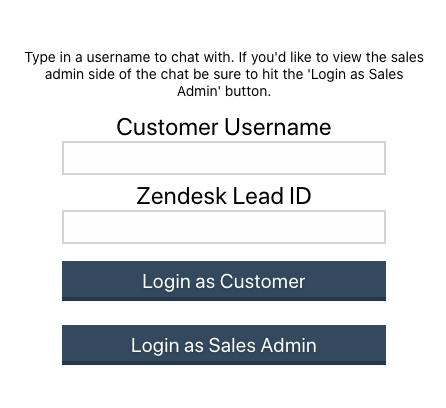 Type in a username to chat with. If you'd like to view the sales
admin side of the chat be sure to hit the 'Login as Sales
Admin' button.
Customer Username
Zendesk Lead ID
Login as Customer
Login as Sales Admin